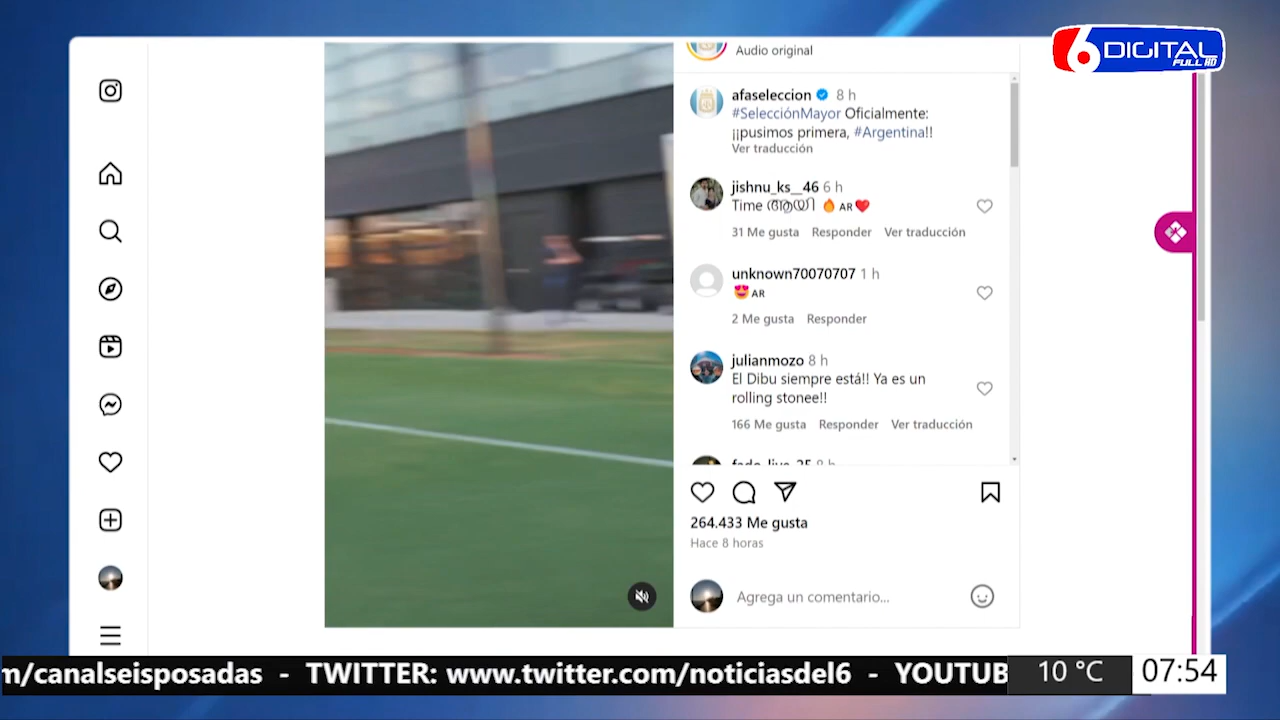 6 DIGITAL
FULL HD
Audio original
afaseleccion 8 h
#SelecciónMayor Oficialmente:
¡¡pusimos primera, #Argentina!!
Ver traducción
jishnu_ks__46 6 h
Time ആയി 🔥 AR❤️
31 Me gusta Responder Ver traducción
unknown70070707 1 h
😍 AR
2 Me gusta Responder
julianmozo 8 h
El Dibu siempre está!! Ya es un
rolling stonee!!
166 Me gusta Responder Ver traducción
264.433 Me gusta
Hace 8 horas
Agrega un comentario...
m/canalseisposadas - TWITTER: www.twitter.com/noticiasdel6 - YOUTUB
10 °C
07:54